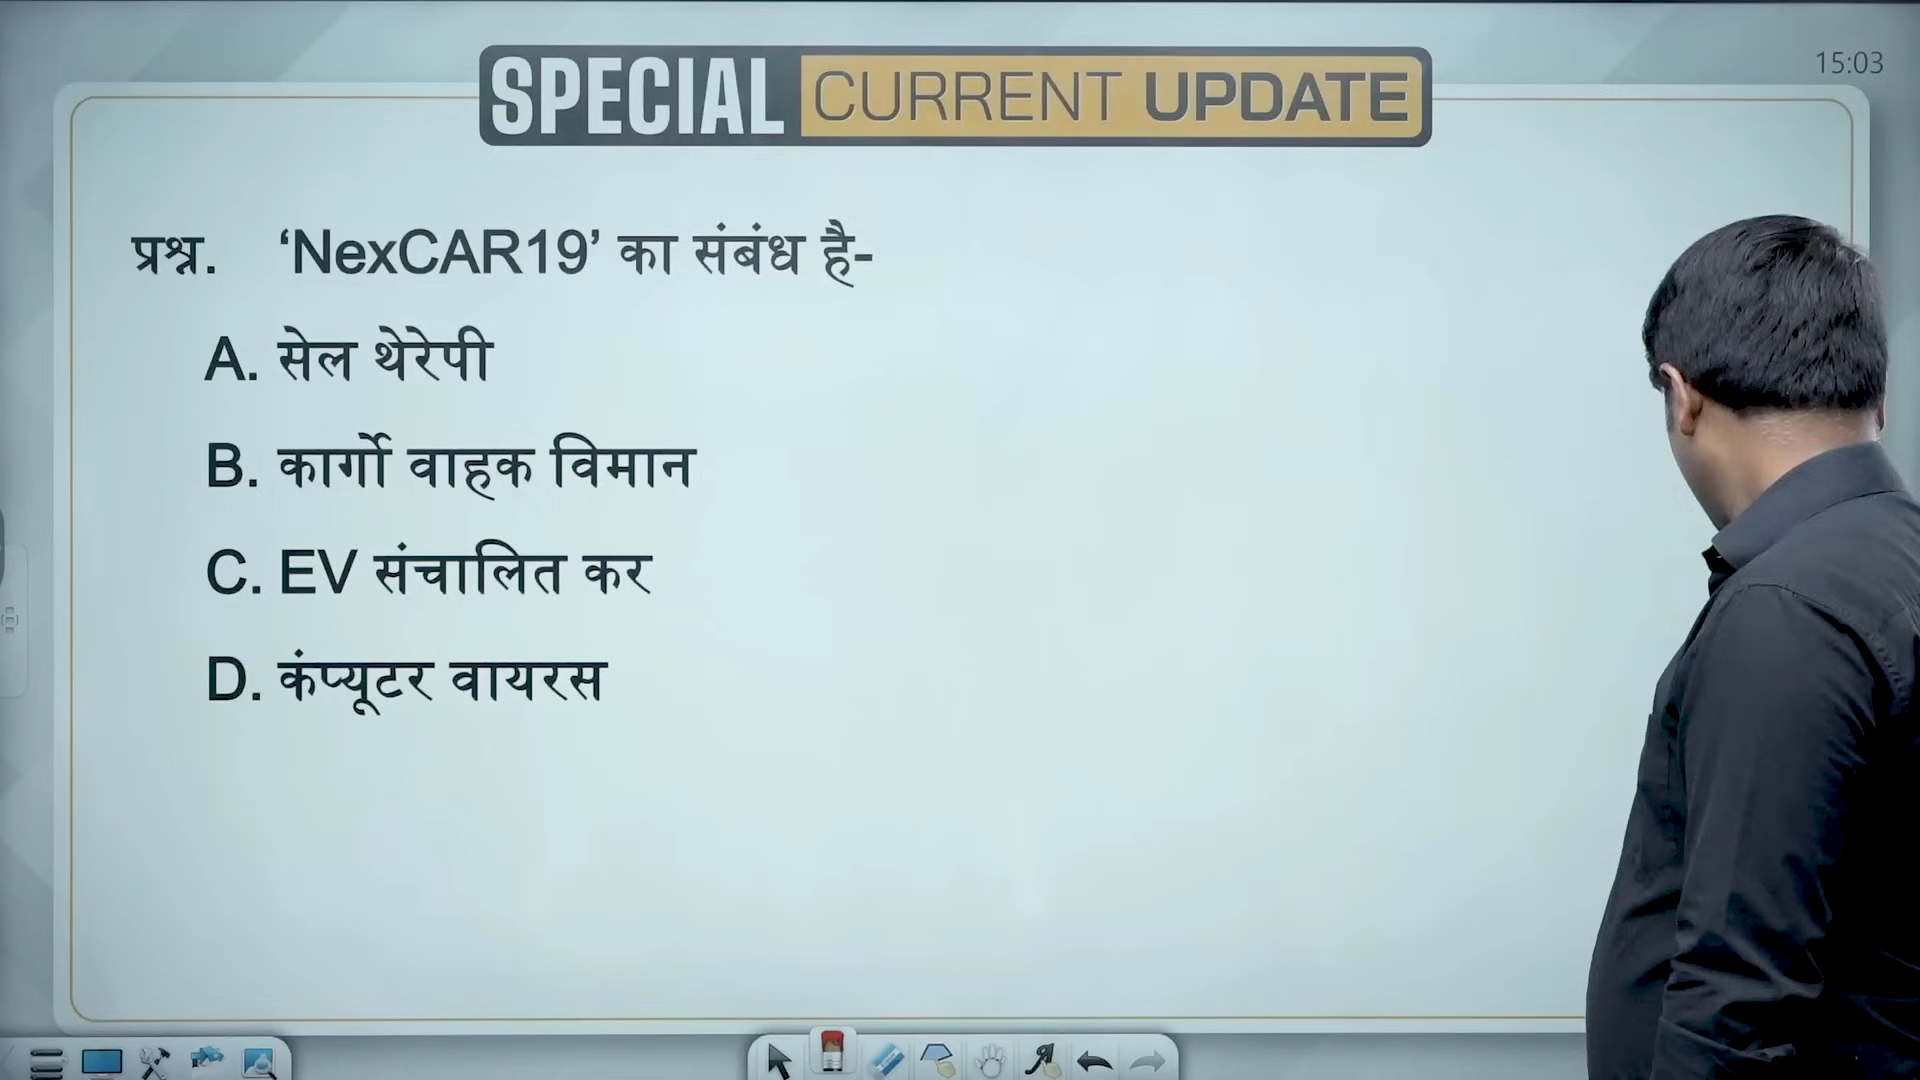 SPECIAL CURRENT UPDATE
15:03
प्रश्न. ‘NexCAR19’ का संबंध है-
A. सेल थेरेपी
B. कार्गो वाहक विमान
C. EV संचालित कर
D. कंप्यूटर वायरस